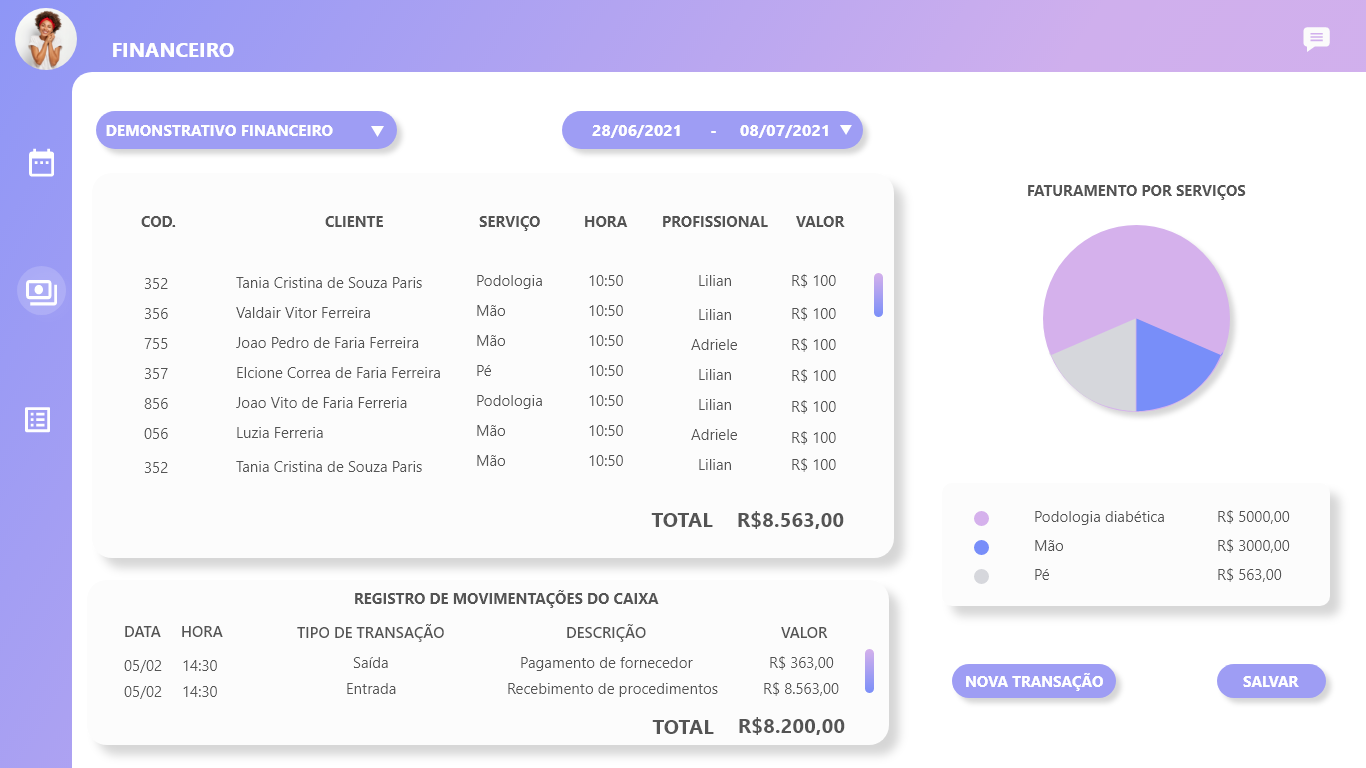 FINANCEIRO
DEMONSTRATIVO FINANCEIRO
28/06/2021 - 08/07/2021
COD. CLIENTE SERVIÇO HORA PROFISSIONAL VALOR
352 Tania Cristina de Souza Paris Podologia 10:50 Lilian R$ 100
356 Valdair Vitor Ferreira Mão 10:50 Lilian R$ 100
755 Joao Pedro de Faria Ferreira Mão 10:50 Adriele R$ 100
357 Elcione Correa de Faria Ferreira Pé 10:50 Lilian R$ 100
856 Joao Vito de Faria Ferreria Podologia 10:50 Lilian R$ 100
056 Luzia Ferreria Mão 10:50 Adriele R$ 100
352 Tania Cristina de Souza Paris Mão 10:50 Lilian R$ 100
TOTAL R$8.563,00
REGISTRO DE MOVIMENTAÇÕES DO CAIXA
DATA HORA TIPO DE TRANSAÇÃO DESCRIÇÃO VALOR
05/02 14:30 Saída Pagamento de fornecedor R$ 363,00
05/02 14:30 Entrada Recebimento de procedimentos R$ 8.563,00
TOTAL R$8.200,00
FATURAMENTO POR SERVIÇOS
Podologia diabética R$ 5000,00
Mão R$ 3000,00
Pé R$ 563,00
NOVA TRANSAÇÃO
SALVAR